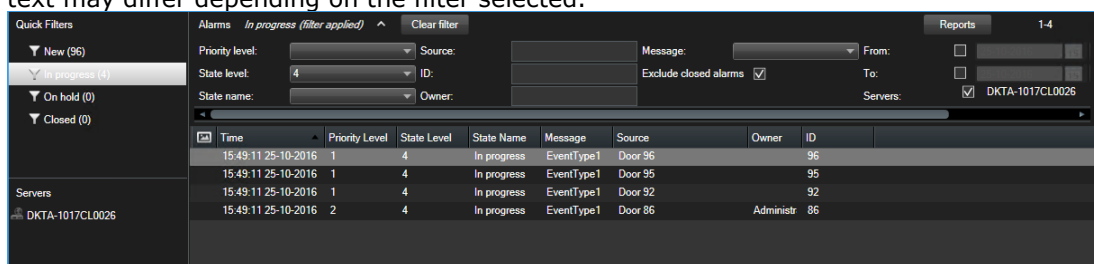 text may differ depending on the filter selected.
Quick Filters
New (96)
In progress (4)
On hold (0)
Closed (0)
Servers
DKTA-1017CL0026
Alarms In progress (filter applied) Clear filter Reports 1-4
Priority level: Source: Message: From:
State level: 4 ID: Exclude closed alarms To:
State name: Owner: Servers: DKTA-1017CL0026
Time Priority Level State Level State Name Message Source Owner ID
15:49:11 25-10-2016 1 4 In progress EventType1 Door 96 96
15:49:11 25-10-2016 1 4 In progress EventType1 Door 95 95
15:49:11 25-10-2016 1 4 In progress EventType1 Door 92 92
15:49:11 25-10-2016 2 4 In progress EventType1 Door 86 Administr 86